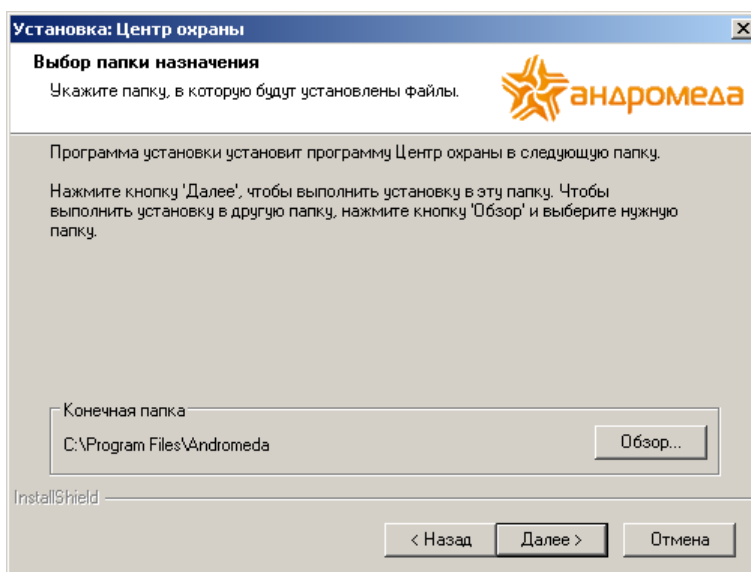 Установка: Центр охраны
Выбор папки назначения
Укажите папку, в которую будут установлены файлы.
андромеда
Программа установки установит программу Центр охраны в следующую папку.
Нажмите кнопку 'Далее', чтобы выполнить установку в эту папку. Чтобы
выполнить установку в другую папку, нажмите кнопку 'Обзор' и выберите нужную
папку.
Конечная папка
C:\Program Files\Andromeda
Обзор...
InstallShield
< Назад
Далее >
Отмена